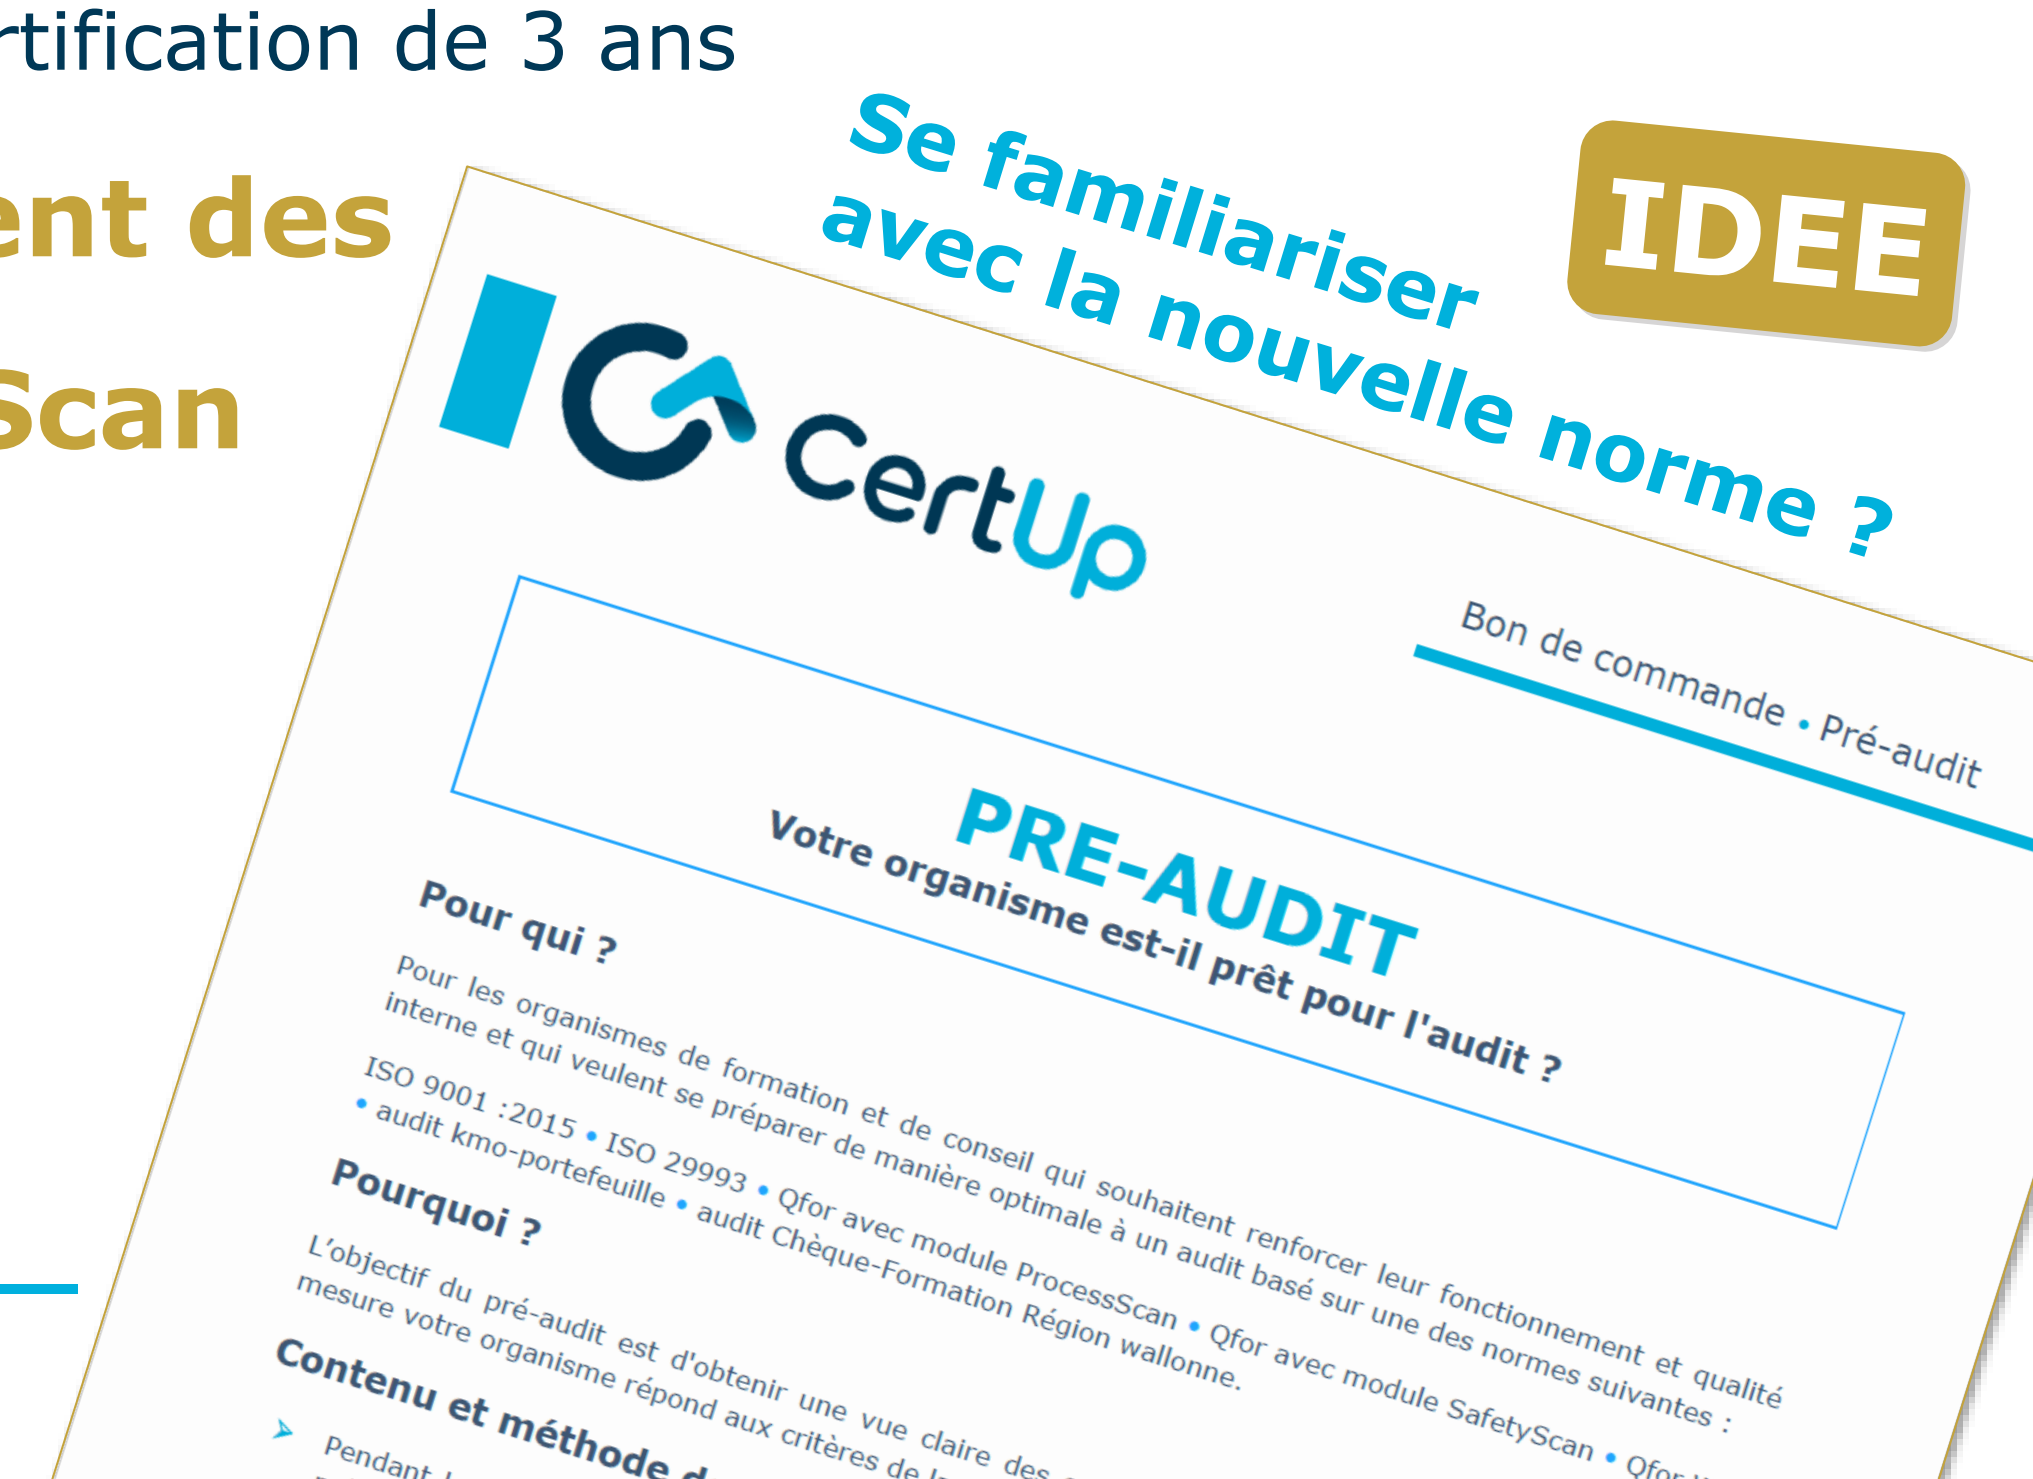 rtification de 3 ans
ent des
Scan
Se familiariser
avec la nouvelle norme ?
IDEE
CertUp
Bon de commande • Pré-audit
PRE-AUDIT
Votre organisme est-il prêt pour l'audit ?
Pour qui ?
Pour les organismes de formation et de conseil qui souhaitent renforcer leur fonctionnement et qualité
interne et qui veulent se préparer de manière optimale à un audit basé sur une des normes suivantes :
ISO 9001 :2015 • ISO 29993 • Qfor avec module ProcessScan • Qfor avec module SafetyScan • Qfor
• audit kmo-portefeuille • audit Chèque-Formation Région wallonne.
Pourquoi ?
L’objectif du pré-audit est d'obtenir une vue claire des
mesure votre organisme répond aux critères de
Contenu et méthode
➢ Pendant